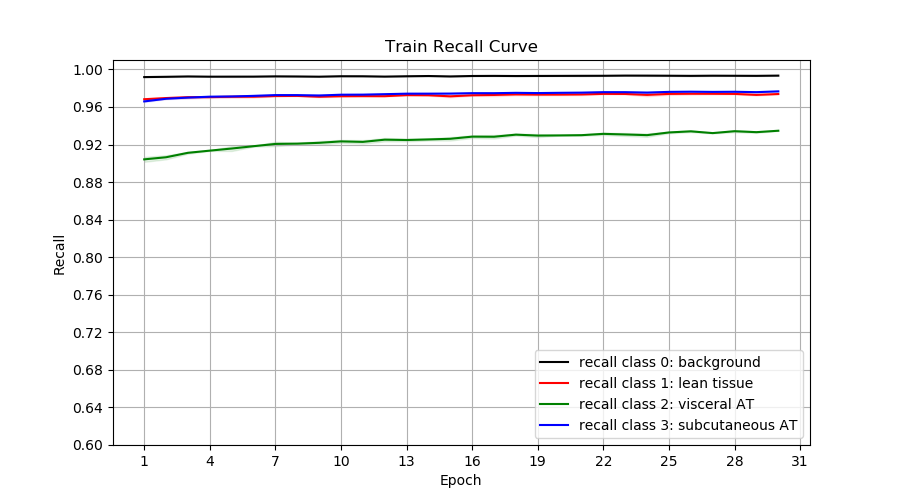 Train Recall Curve
1.00
0.96
0.92
0.88
0.84
0.80
0.76
0.72
0.68
0.64
0.60
Recall
recall class 0: background
recall class 1: lean tissue
recall class 2: visceral AT
recall class 3: subcutaneous AT
1 4 7 10 13 16 19 22 25 28 31
Epoch